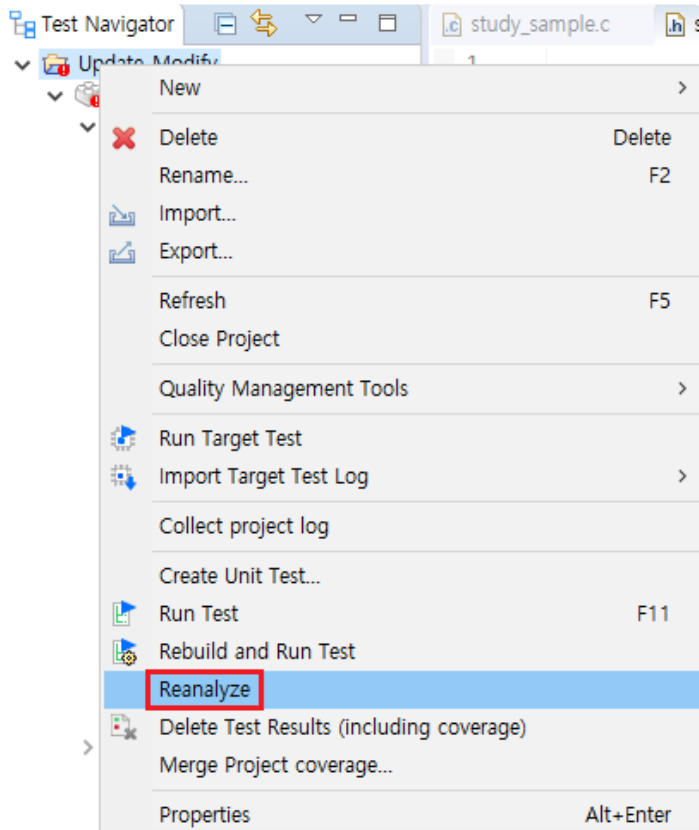 Test Navigator
study_sample.c
1
Update Modify
New
Delete Delete
Rename... F2
Import...
Export...
Refresh F5
Close Project
Quality Management Tools
Run Target Test
Import Target Test Log
Collect project log
Create Unit Test...
Run Test F11
Rebuild and Run Test
Reanalyze
Delete Test Results (including coverage)
Merge Project coverage...
Properties Alt+Enter